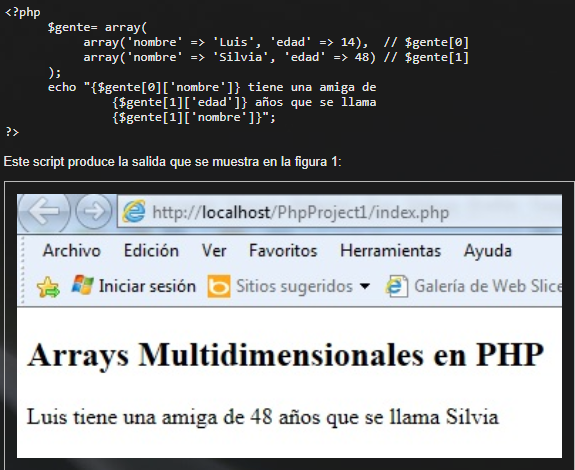 <?php
$gente= array(
array('nombre' => 'Luis', 'edad' => 14), // $gente[0]
array('nombre' => 'Silvia', 'edad' => 48) // $gente[1]
);
echo "{$gente[0]['nombre']} tiene una amiga de
{$gente[1]['edad']} años que se llama
{$gente[1]['nombre']}";
?>
Este script produce la salida que se muestra en la figura 1:
http://localhost/PhpProject1/index.php
Archivo Edición Ver Favoritos Herramientas Ayuda
Iniciar sesión Sitios sugeridos Galería de Web Slice
Arrays Multidimensionales en PHP
Luis tiene una amiga de 48 años que se llama Silvia